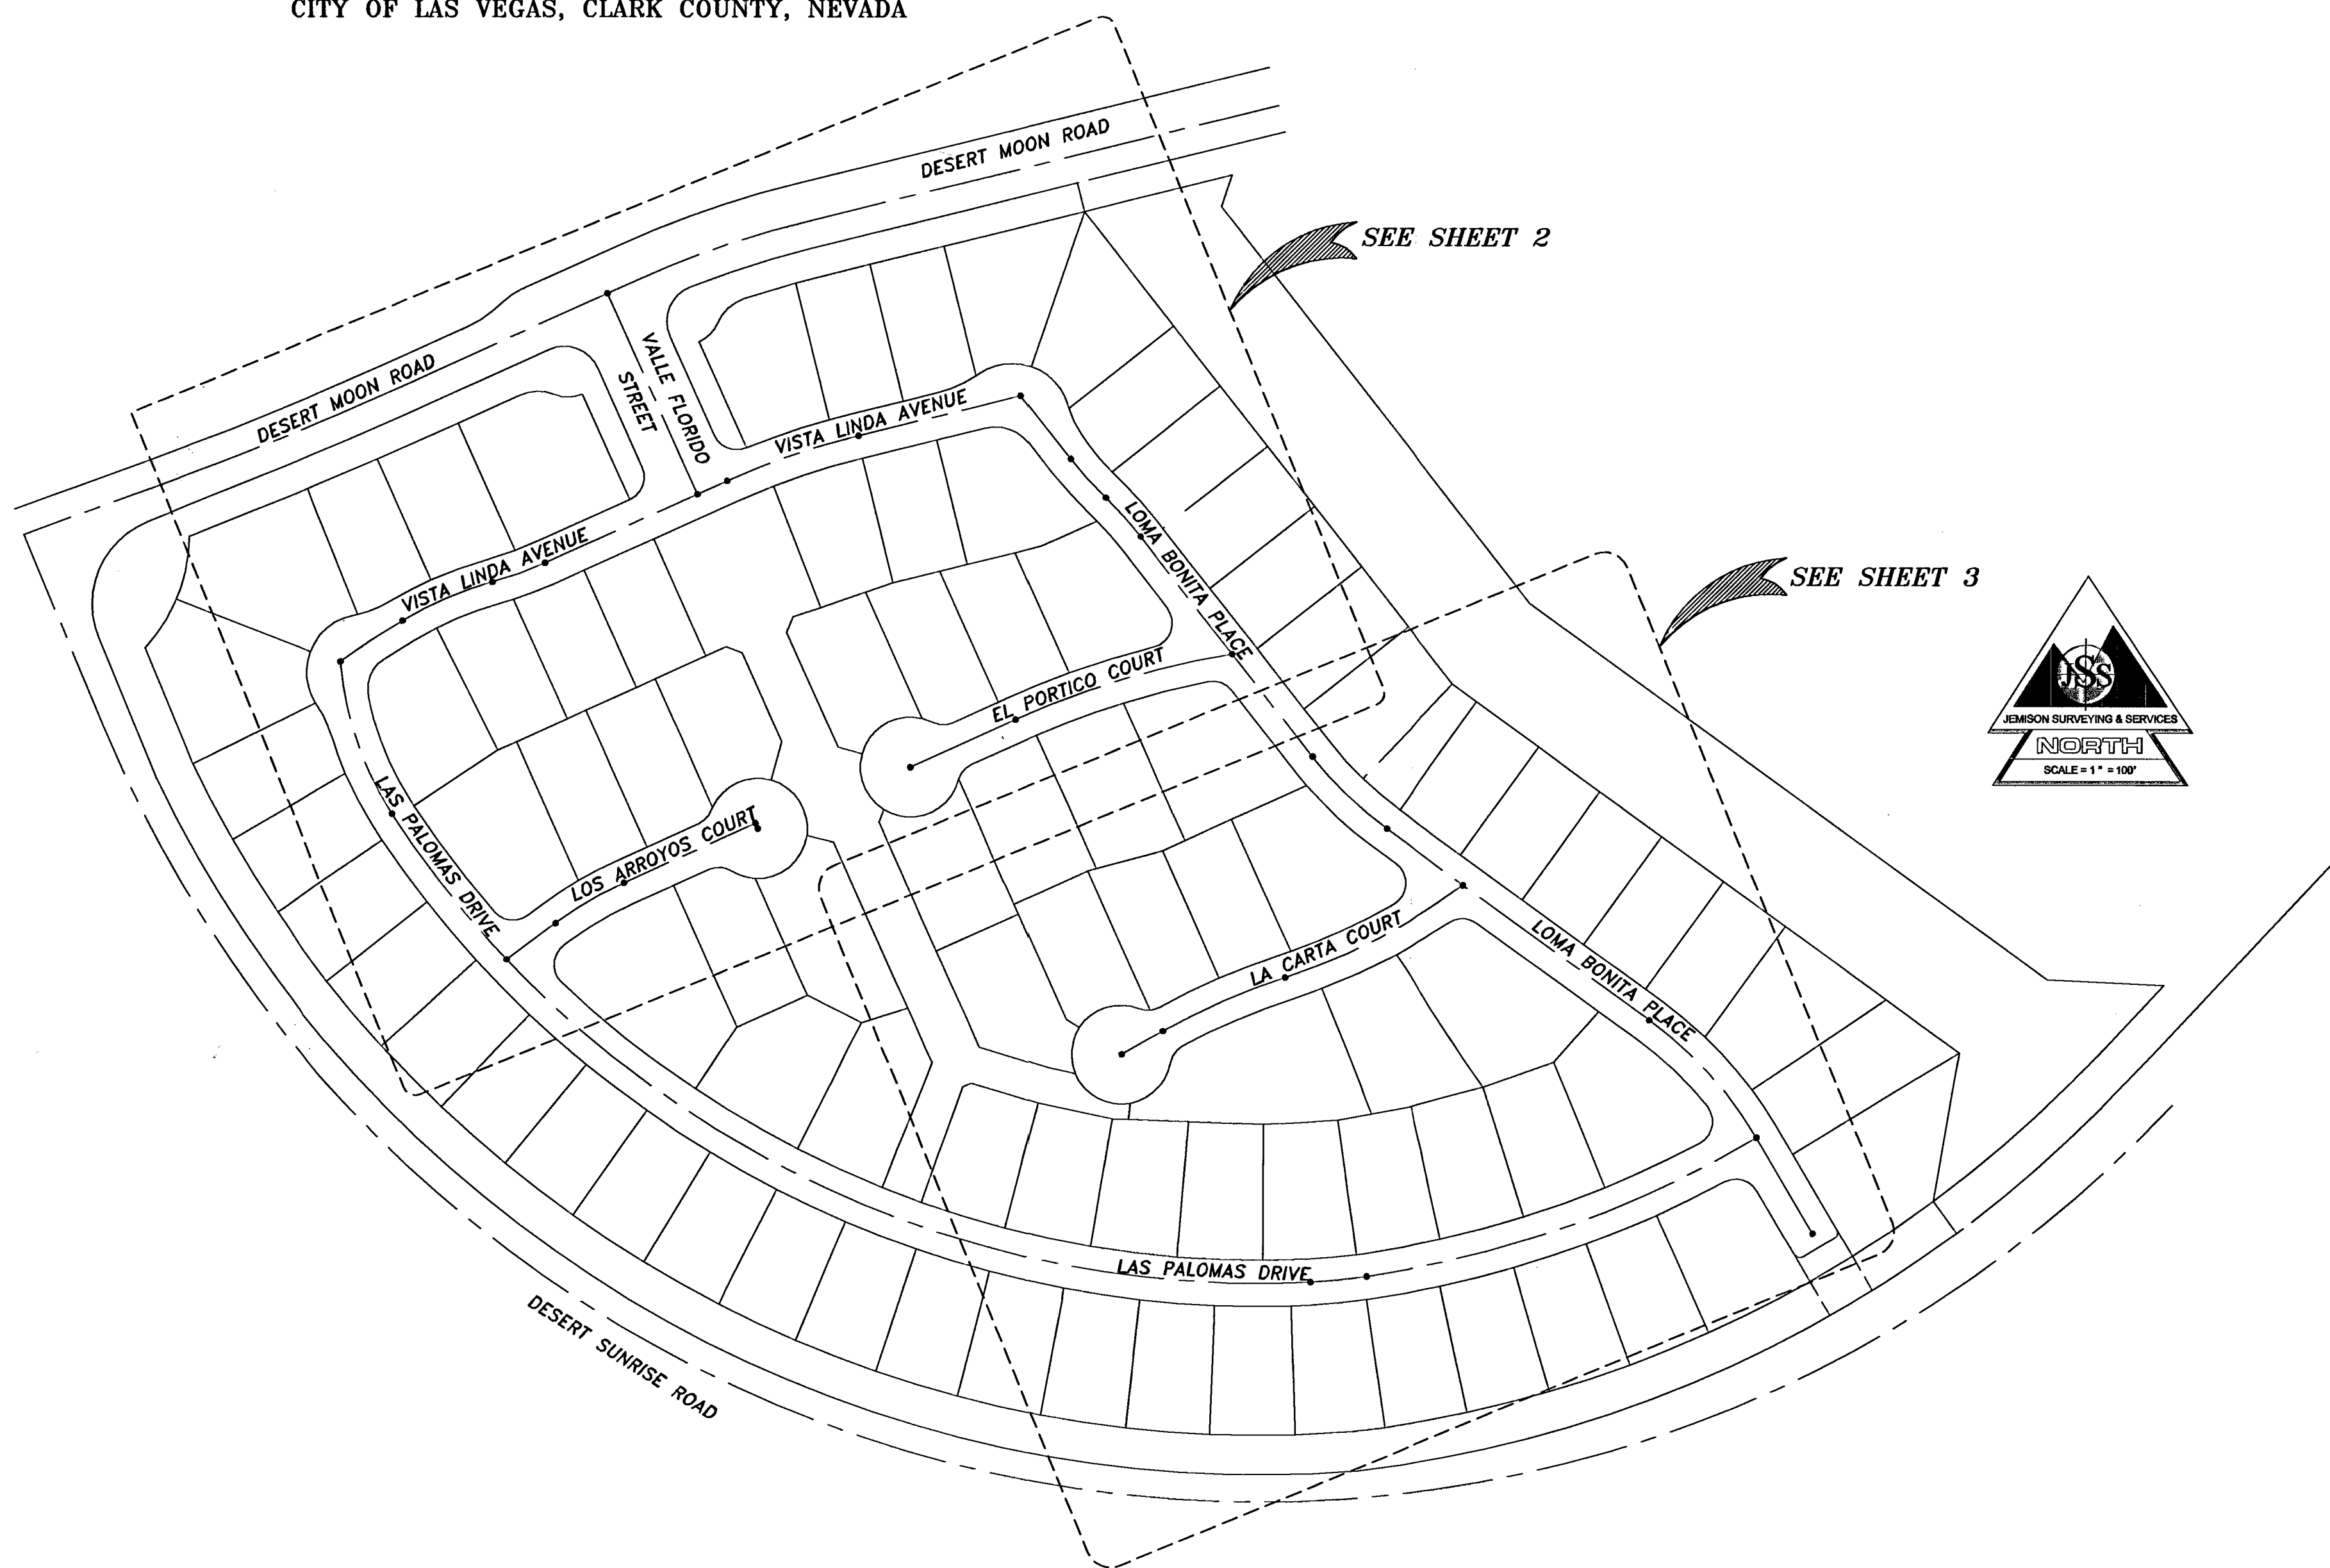 CITY OF LAS VEGAS, CLARK COUNTY, NEVADA
DESERT MOON ROAD
SEE SHEET 2
DESERT MOON ROAD
VALLE FLORIDO
STREET
VISTA LINDA AVENUE
VISTA LINDA AVENUE
LOMA BONITA PLACE
SEE SHEET 3
EL PORTICO COURT
JSS
JEMISON SURVEYING & SERVICES
NORTH
SCALE = 1" = 100'
LAS PALOMAS DRIVE
LOS ARROYOS COURT
LA CARTA COURT
LOMA BONITA PLACE
LAS PALOMAS DRIVE
DESERT SUNRISE ROAD